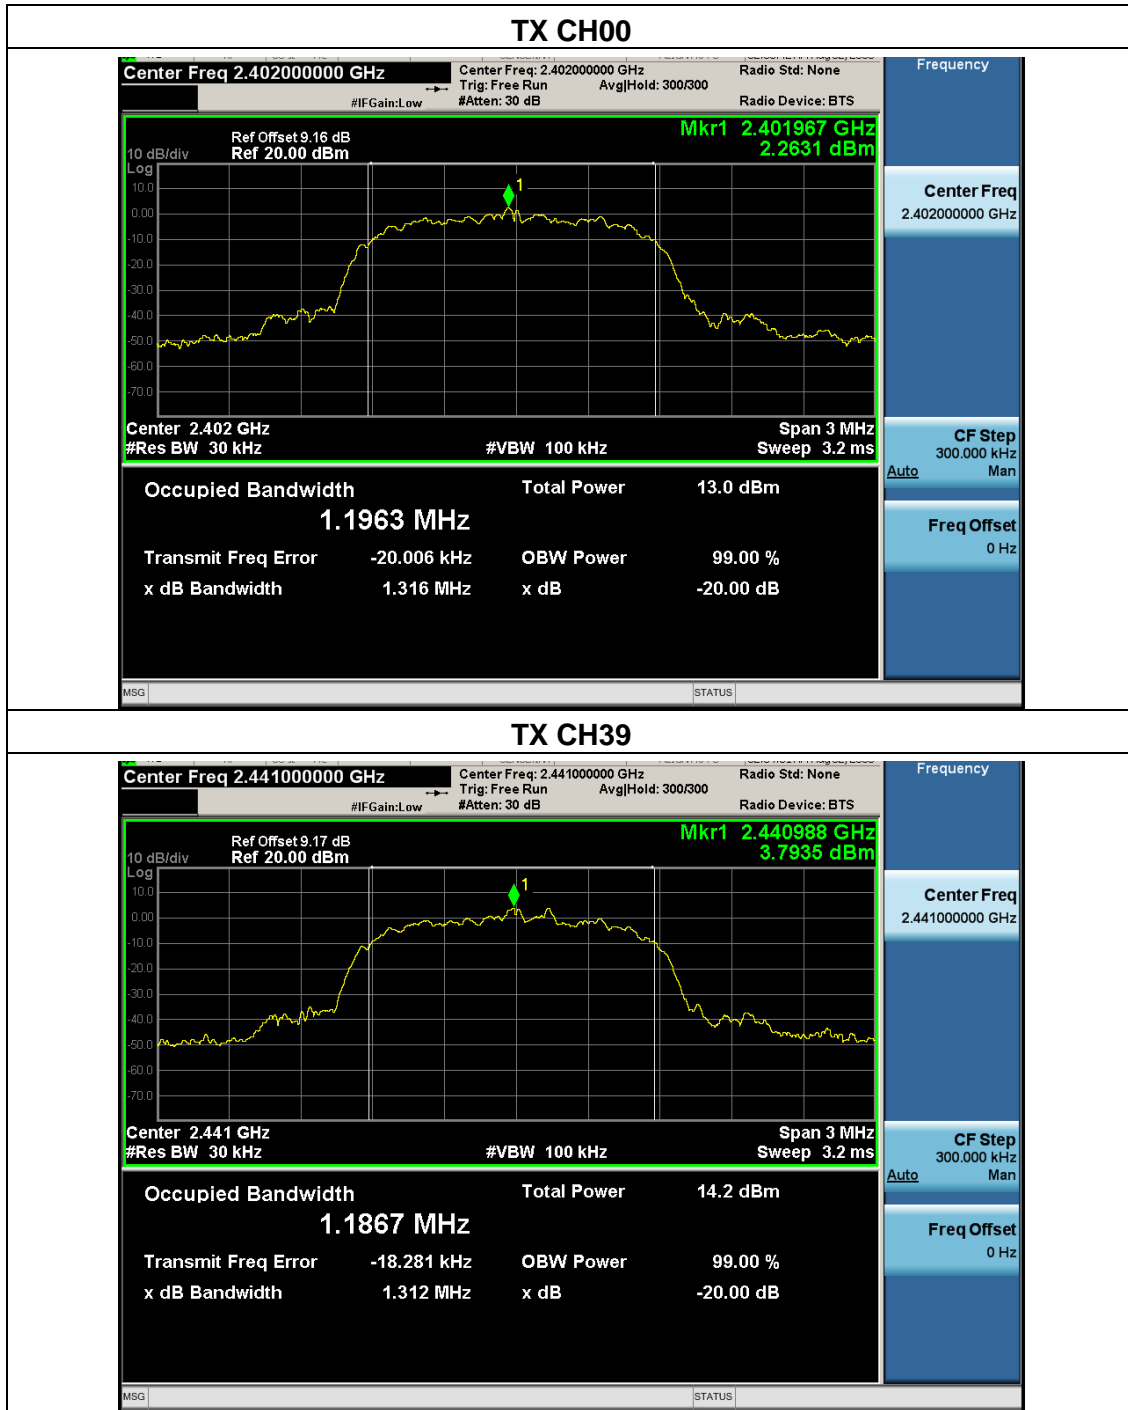 TX CH00
Center Freq 2.402000000 GHz
#IFGain:Low
Center Freq: 2.402000000 GHz
Trig: Free Run Avg|Hold: 300/300
#Atten: 30 dB
Radio Std: None
Radio Device: BTS
Frequency
Ref Offset 9.16 dB
10 dB/div Ref 20.00 dBm
Mkr1 2.401967 GHz
2.2631 dBm
Log
10.0
0.00
-10.0
-20.0
-30.0
-40.0
-50.0
-60.0
-70.0
1
Center 2.402 GHz Span 3 MHz
#Res BW 30 kHz #VBW 100 kHz Sweep 3.2 ms
Center Freq
2.402000000 GHz
CF Step
300.000 kHz
Auto Man
Freq Offset
0 Hz
Occupied Bandwidth Total Power 13.0 dBm
1.1963 MHz
Transmit Freq Error -20.006 kHz OBW Power 99.00 %
x dB Bandwidth 1.316 MHz x dB -20.00 dB
MSG STATUS
TX CH39
Center Freq 2.441000000 GHz
#IFGain:Low
Center Freq: 2.441000000 GHz
Trig: Free Run Avg|Hold: 300/300
#Atten: 30 dB
Radio Std: None
Radio Device: BTS
Frequency
Ref Offset 9.17 dB
10 dB/div Ref 20.00 dBm
Mkr1 2.440988 GHz
3.7935 dBm
Log
10.0
0.00
-10.0
-20.0
-30.0
-40.0
-50.0
-60.0
-70.0
1
Center 2.441 GHz Span 3 MHz
#Res BW 30 kHz #VBW 100 kHz Sweep 3.2 ms
Center Freq
2.441000000 GHz
CF Step
300.000 kHz
Auto Man
Freq Offset
0 Hz
Occupied Bandwidth Total Power 14.2 dBm
1.1867 MHz
Transmit Freq Error -18.281 kHz OBW Power 99.00 %
x dB Bandwidth 1.312 MHz x dB -20.00 dB
MSG STATUS